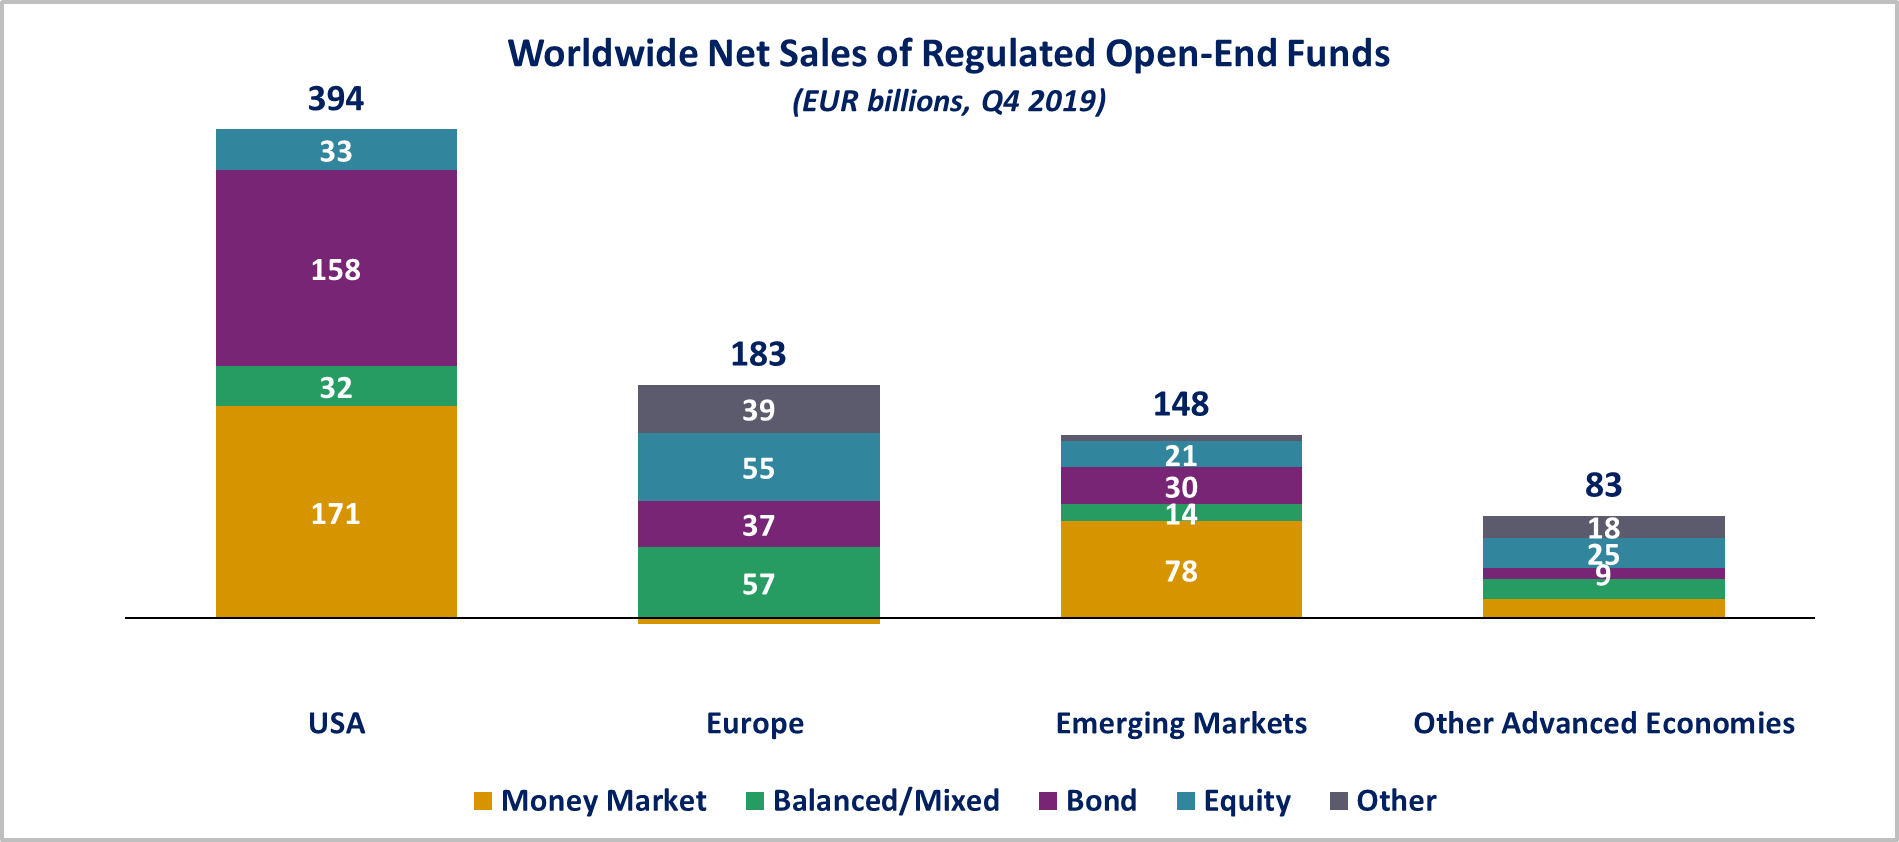 Worldwide Net Sales of Regulated Open-End Funds
(EUR billions, Q4 2019)
394
33
158
32
171
183
39
55
37
57
148
21
30
14
78
83
18
25
9
USA
Europe
Emerging Markets
Other Advanced Economies
Money Market
Balanced/Mixed
Bond
Equity
Other